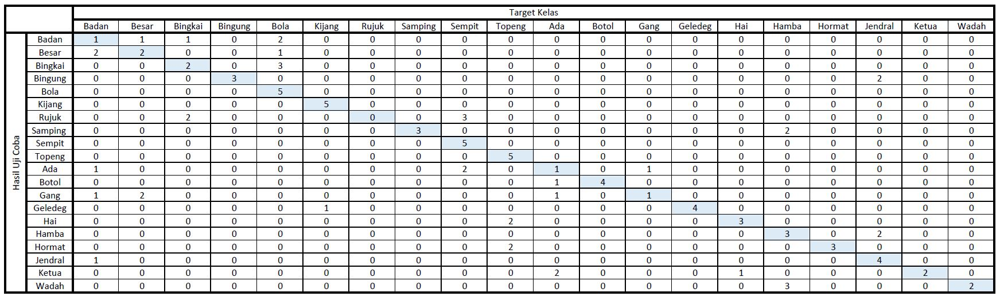 Target Kelas
Badan Besar Bingkai Bingung Bola Kijang Rujuk Samping Sempit Topeng Ada Botol Gang Geledeg Hai Hamba Hormat Jendral Ketua Wadah
Hasil Uji Coba
Badan 1 1 1 0 2 0 0 0 0 0 0 0 0 0 0 0 0 0 0 0
Besar 2 2 0 0 1 0 0 0 0 0 0 0 0 0 0 0 0 0 0 0
Bingkai 0 0 2 0 3 0 0 0 0 0 0 0 0 0 0 0 0 0 0 0
Bingung 0 0 0 3 0 0 0 0 0 0 0 0 0 0 0 0 0 2 0 0
Bola 0 0 0 0 5 0 0 0 0 0 0 0 0 0 0 0 0 0 0 0
Kijang 0 0 0 0 0 5 0 0 0 0 0 0 0 0 0 0 0 0 0 0
Rujuk 0 0 2 0 0 0 0 0 3 0 0 0 0 0 0 0 0 0 0 0
Samping 0 0 0 0 0 0 0 3 0 0 0 0 0 0 0 2 0 0 0 0
Sempit 0 0 0 0 0 0 0 0 5 0 0 0 0 0 0 0 0 0 0 0
Topeng 0 0 0 0 0 0 0 0 0 5 0 0 0 0 0 0 0 0 0 0
Ada 1 0 0 0 0 0 0 0 2 0 1 0 1 0 0 0 0 0 0 0
Botol 0 0 0 0 0 0 0 0 0 0 1 4 0 0 0 0 0 0 0 0
Gang 1 2 0 0 0 0 0 0 0 0 1 0 1 0 0 0 0 0 0 0
Geledeg 0 0 0 0 0 1 0 0 0 0 0 0 0 4 0 0 0 0 0 0
Hai 0 0 0 0 0 0 0 0 0 2 0 0 0 0 3 0 0 0 0 0
Hamba 0 0 0 0 0 0 0 0 0 0 0 0 0 0 0 3 0 2 0 0
Hormat 0 0 0 0 0 0 0 0 0 2 0 0 0 0 0 0 3 0 0 0
Jendral 1 0 0 0 0 0 0 0 0 0 0 0 0 0 0 0 0 4 0 0
Ketua 0 0 0 0 0 0 0 0 0 0 2 0 0 0 1 0 0 0 2 0
Wadah 0 0 0 0 0 0 0 0 0 0 0 0 0 0 0 3 0 0 0 2